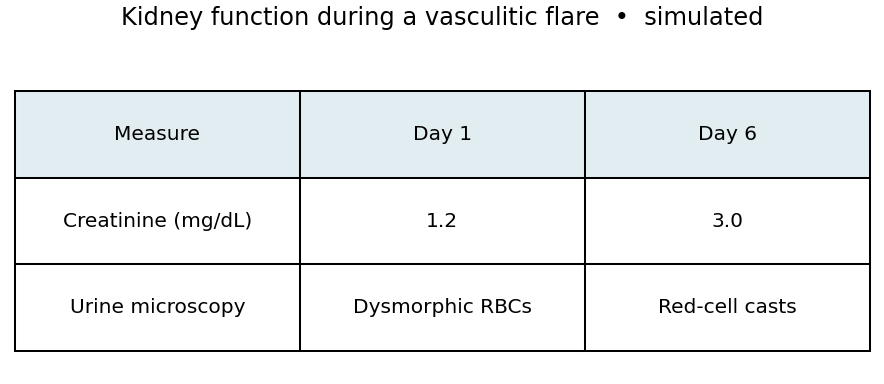 Kidney function during a vasculitic flare • simulated
Measure Day 1 Day 6
Creatinine (mg/dL) 1.2 3.0
Urine microscopy Dysmorphic RBCs Red-cell casts